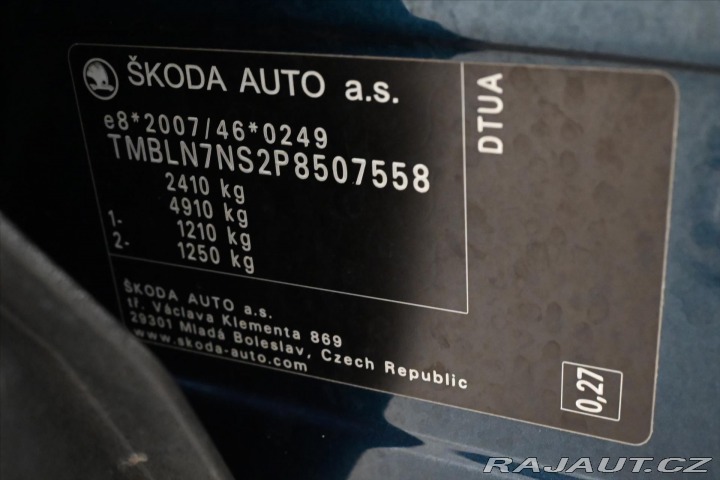 ŠKODA AUTO a.s.
e8*2007/46*0249
TMBLN7NS2P8507558
2410 kg
4910 kg
1- 1210 kg
2- 1250 kg
DTUA
ŠKODA AUTO a.s.
tř. Václava Klementa 869
29301 Mladá Boleslav, Czech Republic
www.skoda-auto.com
0,27
RAJAUT.CZ